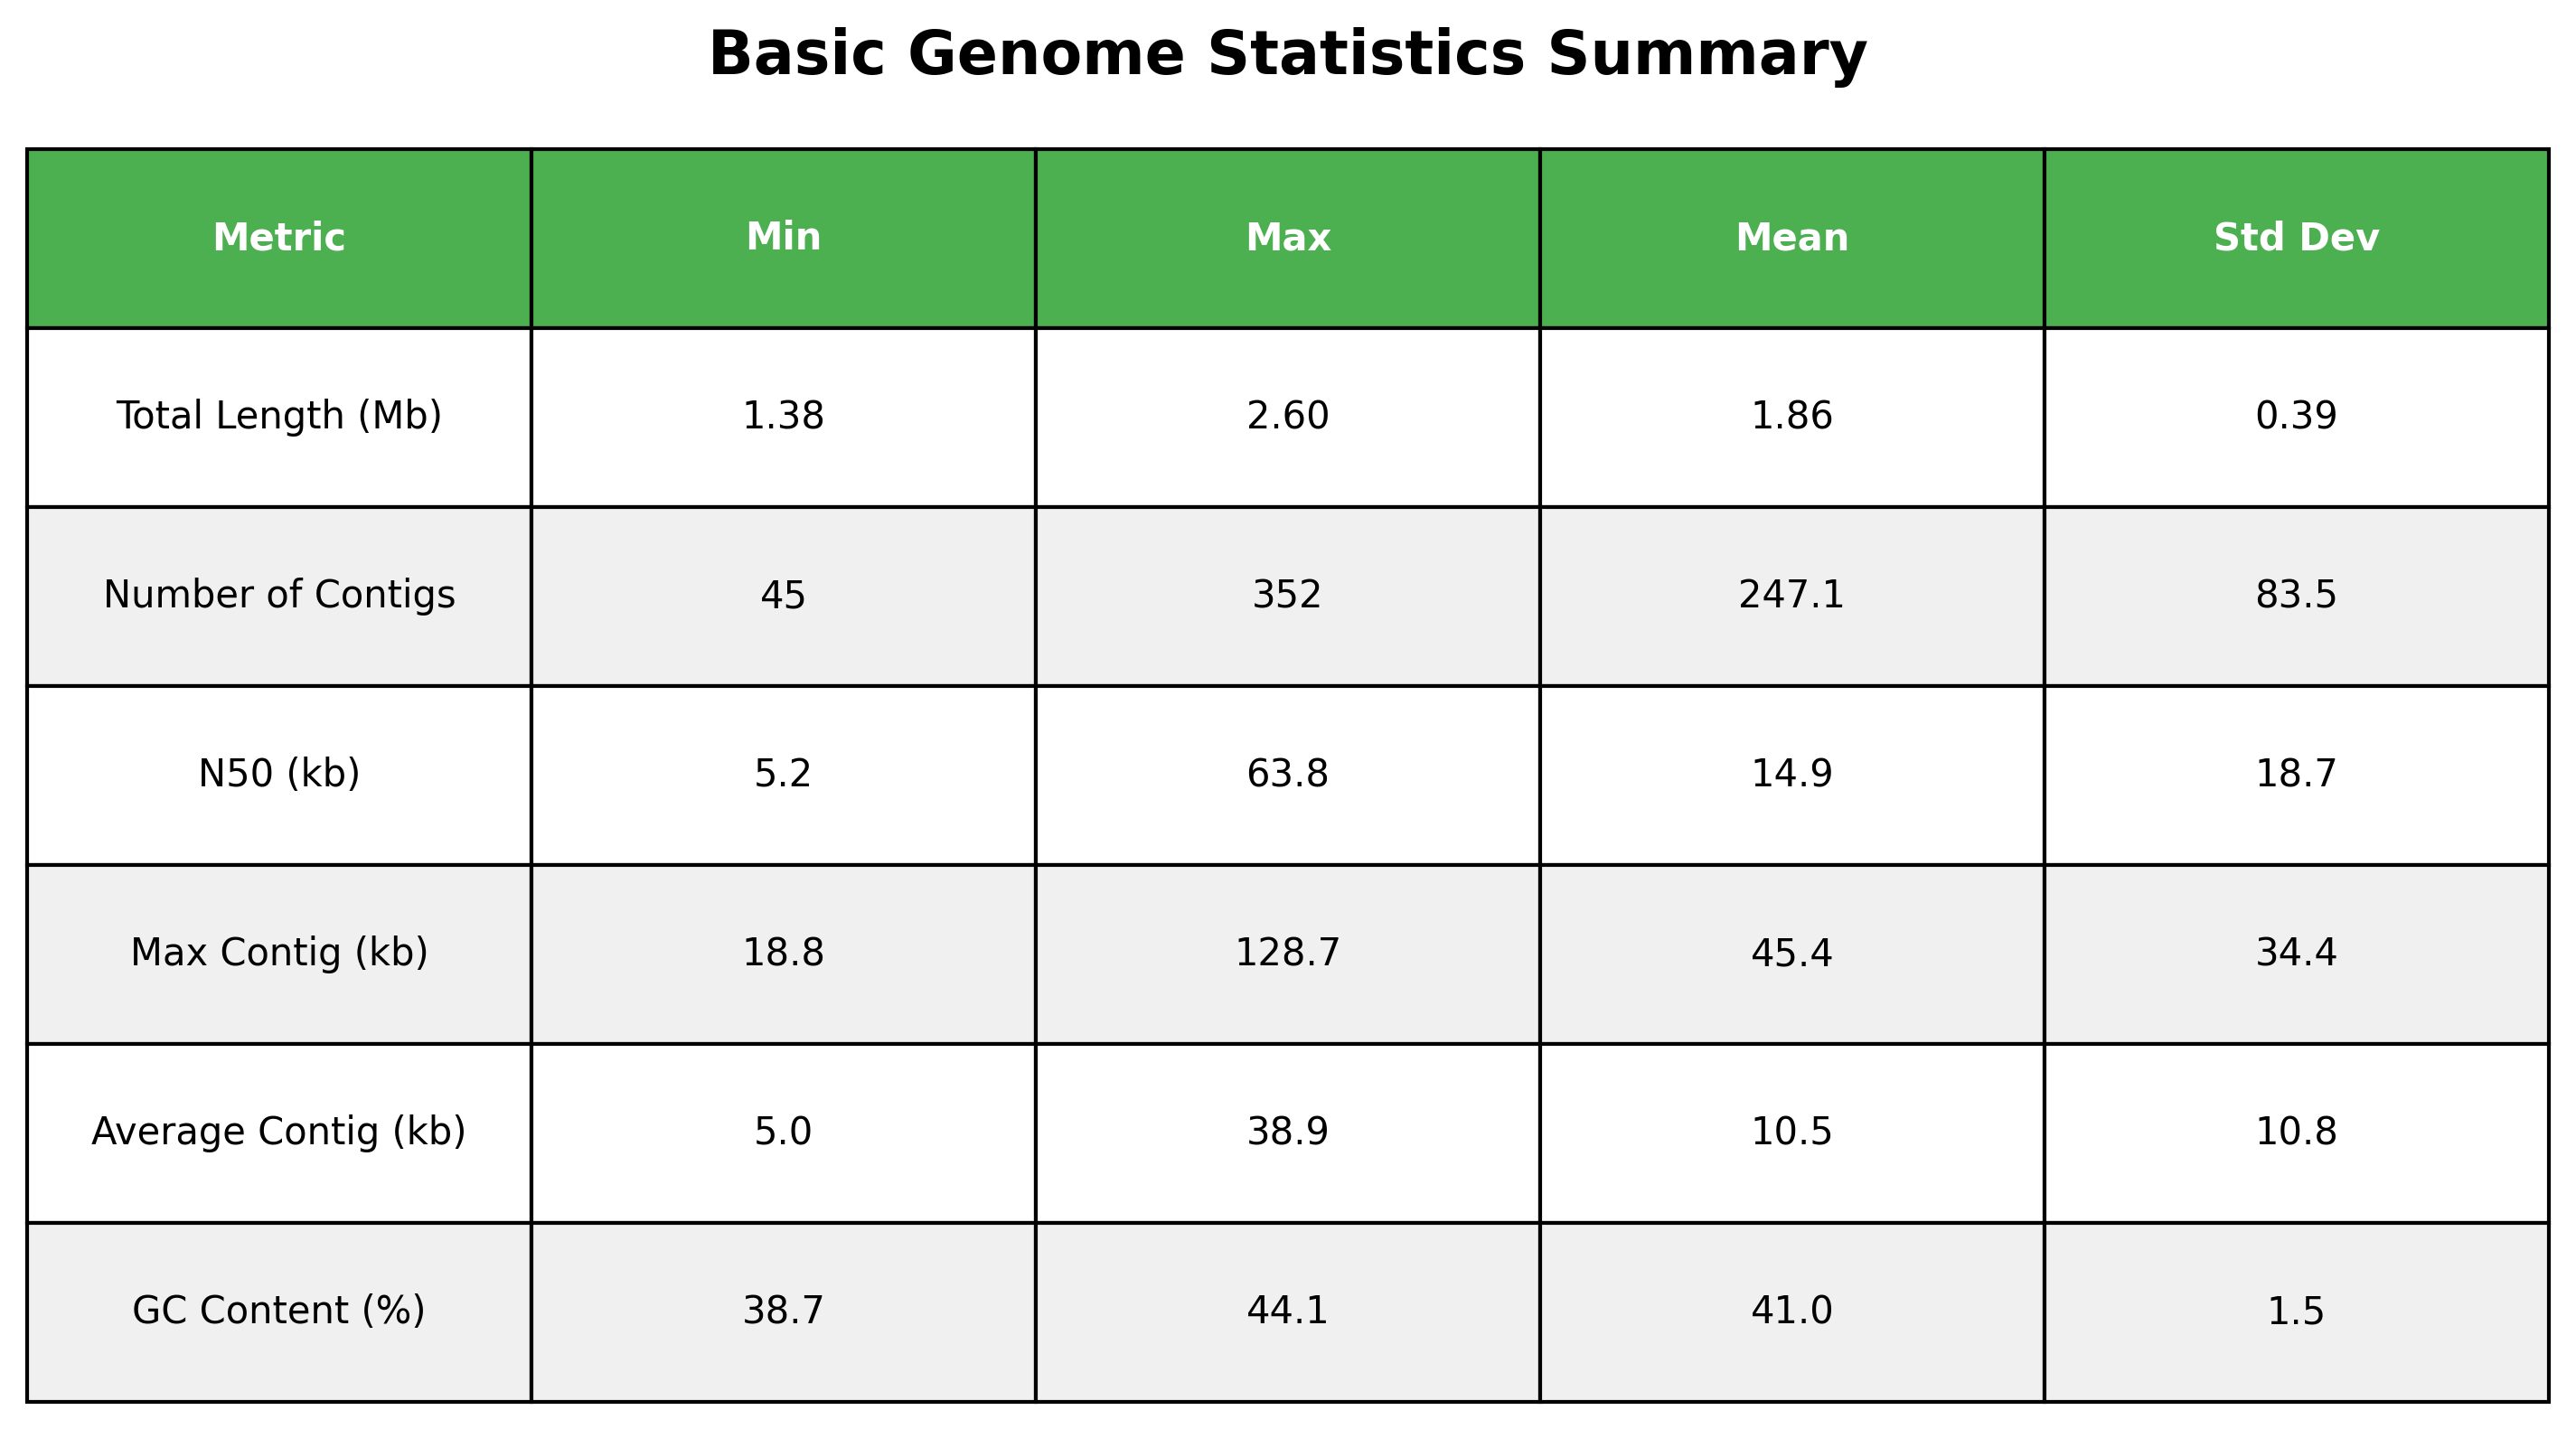 Basic Genome Statistics Summary
Metric Min Max Mean Std Dev
Total Length (Mb) 1.38 2.60 1.86 0.39
Number of Contigs 45 352 247.1 83.5
N50 (kb) 5.2 63.8 14.9 18.7
Max Contig (kb) 18.8 128.7 45.4 34.4
Average Contig (kb) 5.0 38.9 10.5 10.8
GC Content (%) 38.7 44.1 41.0 1.5